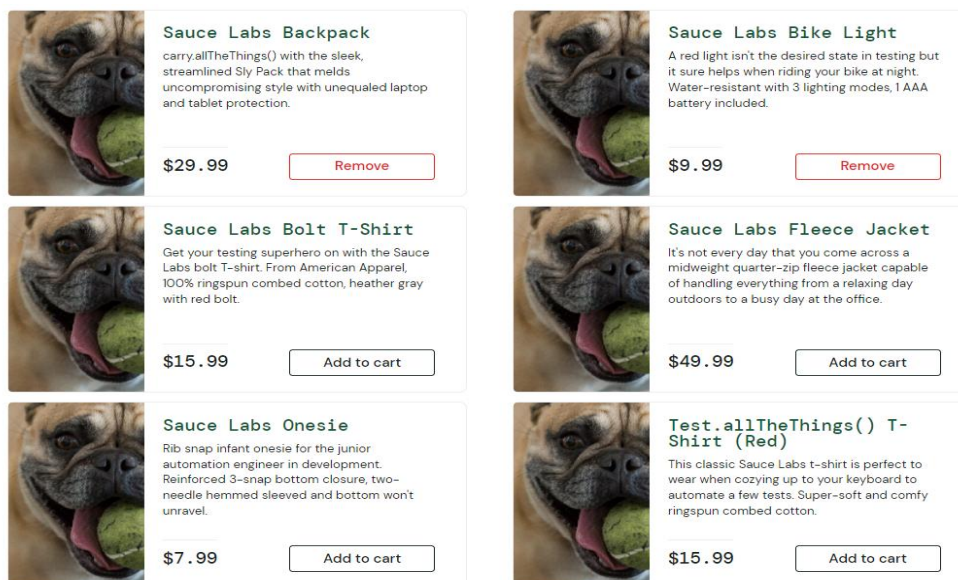 Sauce Labs Backpack
carry.allTheThings() with the sleek,
streamlined Sly Pack that melds
uncompromising style with unequaled laptop
and tablet protection.
$29.99
Remove
Sauce Labs Bike Light
A red light isn't the desired state in testing but
it sure helps when riding your bike at night.
Water-resistant with 3 lighting modes, 1 AAA
battery included.
$9.99
Remove
Sauce Labs Bolt T-Shirt
Get your testing superhero on with the Sauce
Labs bolt T-shirt. From American Apparel,
100% ringspun combed cotton, heather gray
with red bolt.
$15.99
Add to cart
Sauce Labs Fleece Jacket
It's not every day that you come across a
midweight quarter-zip fleece jacket capable
of handling everything from a relaxing day
outdoors to a busy day at the office.
$49.99
Add to cart
Sauce Labs Onesie
Rib snap infant onesie for the junior
automation engineer in development.
Reinforced 3-snap bottom closure, two-
needle hemmed sleeved and bottom won't
unravel.
$7.99
Add to cart
Test.allTheThings() T-
Shirt (Red)
This classic Sauce Labs t-shirt is perfect to
wear when cozying up to your keyboard to
automate a few tests. Super-soft and comfy
ringspun combed cotton.
$15.99
Add to cart